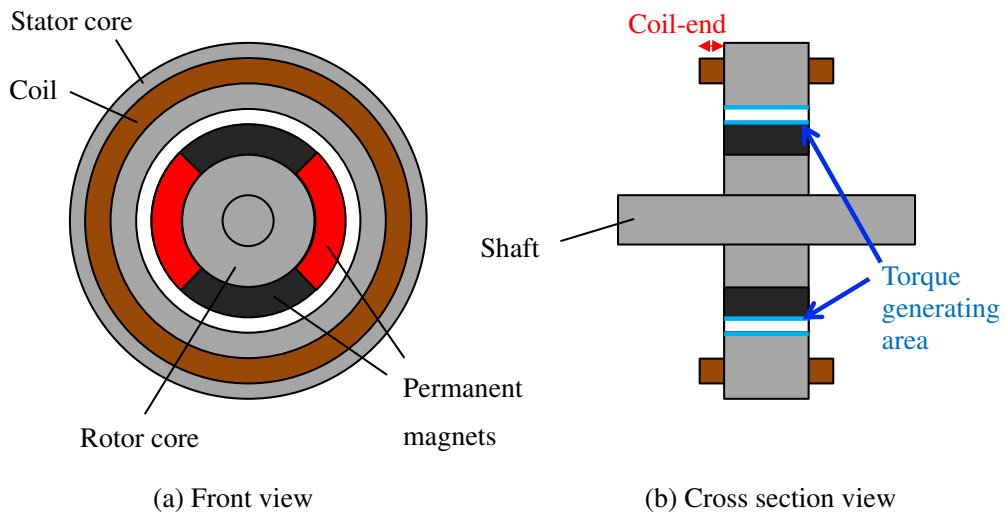 Stator core
Coil
Rotor core
Permanent
magnets
(a) Front view
Coil-end
Shaft
Torque
generating
area
(b) Cross section view